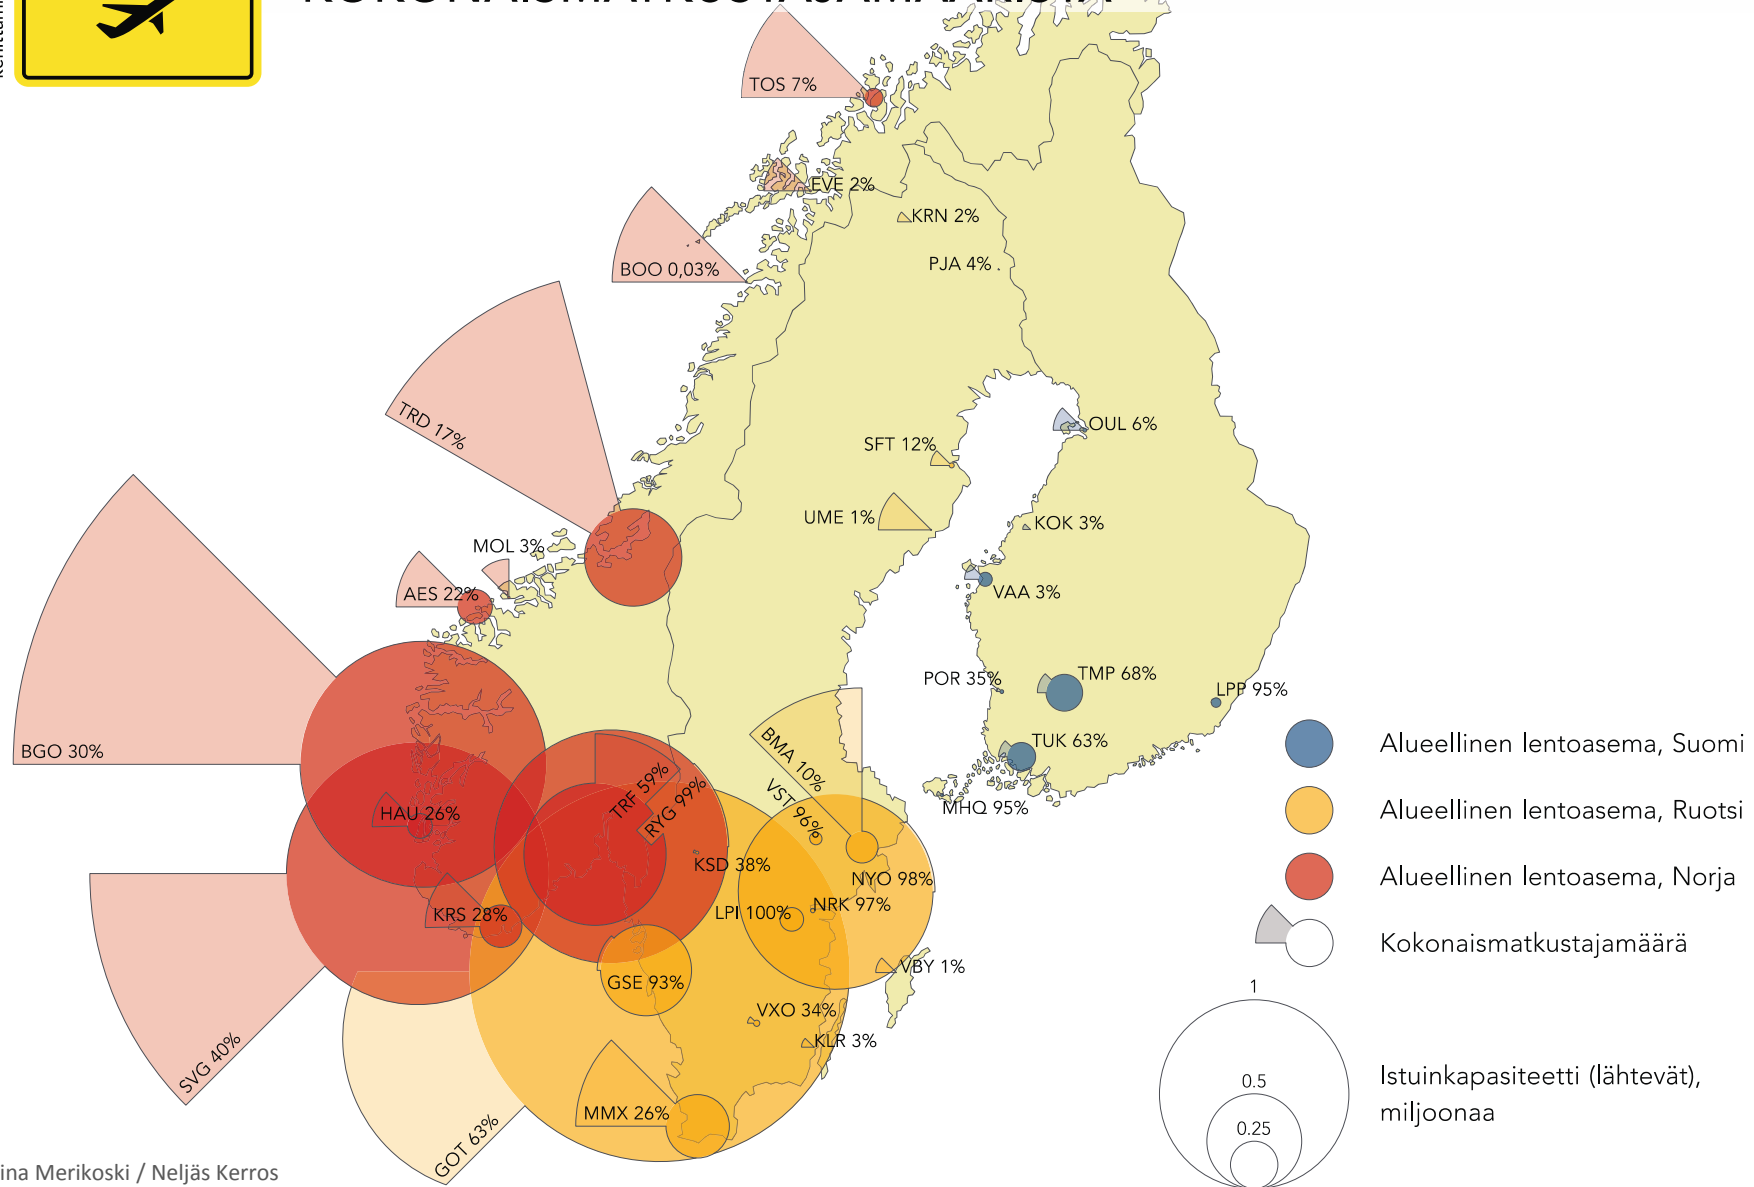 TOS 7%
EVE 2%
KRN 2%
PJA 4%
BOO 0,03%
TRD 17%
OUL 6%
SFT 12%
UME 1%
KOK 3%
MOL 3%
AES 22%
VAA 3%
POR 35%
TMP 68%
LPP 95%
TUK 63%
MHQ 95%
BGO 30%
BMA 10%
VST 96%
TRF 59%
RYG 99%
HAU 26%
KSD 38%
NYO 98%
NRK 97%
LPI 100%
KRS 28%
VBY 1%
GSE 93%
VXO 34%
KLR 3%
SVG 40%
MMX 26%
GOT 63%
Alueellinen lentoasema, Suomi
Alueellinen lentoasema, Ruotsi
Alueellinen lentoasema, Norja
Kokonaismatkustajamäärä
1
0.5
0.25
Istuinkapasiteetti (lähtevät),
miljoonaa
ina Merikoski / Neljäs Kerros